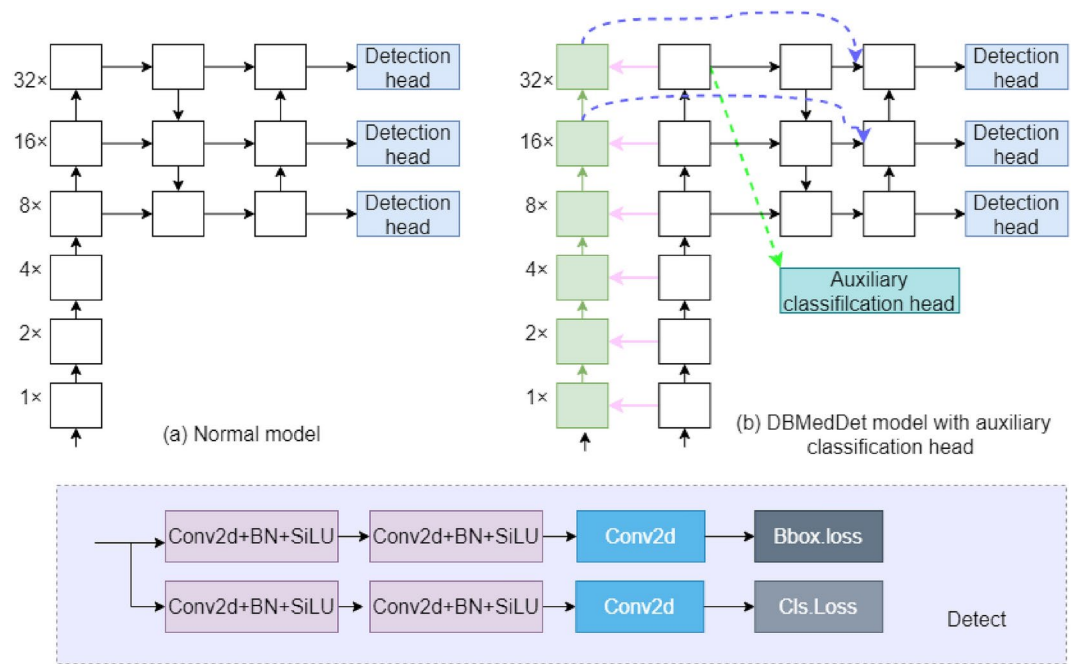 Detection
head
32×
16×
Detection
head
8×
Detection
head
4×
2×
1×
(a) Normal model
Detection
head
32×
16×
Detection
head
8×
Detection
head
4×
Auxiliary
classifilcation head
2×
1×
(b) DBMedDet model with auxiliary
classification head
Conv2d+BN+SiLU
Conv2d+BN+SiLU
Conv2d
Bbox.loss
Conv2d+BN+SiLU
Conv2d+BN+SiLU
Conv2d
Cls.Loss
Detect